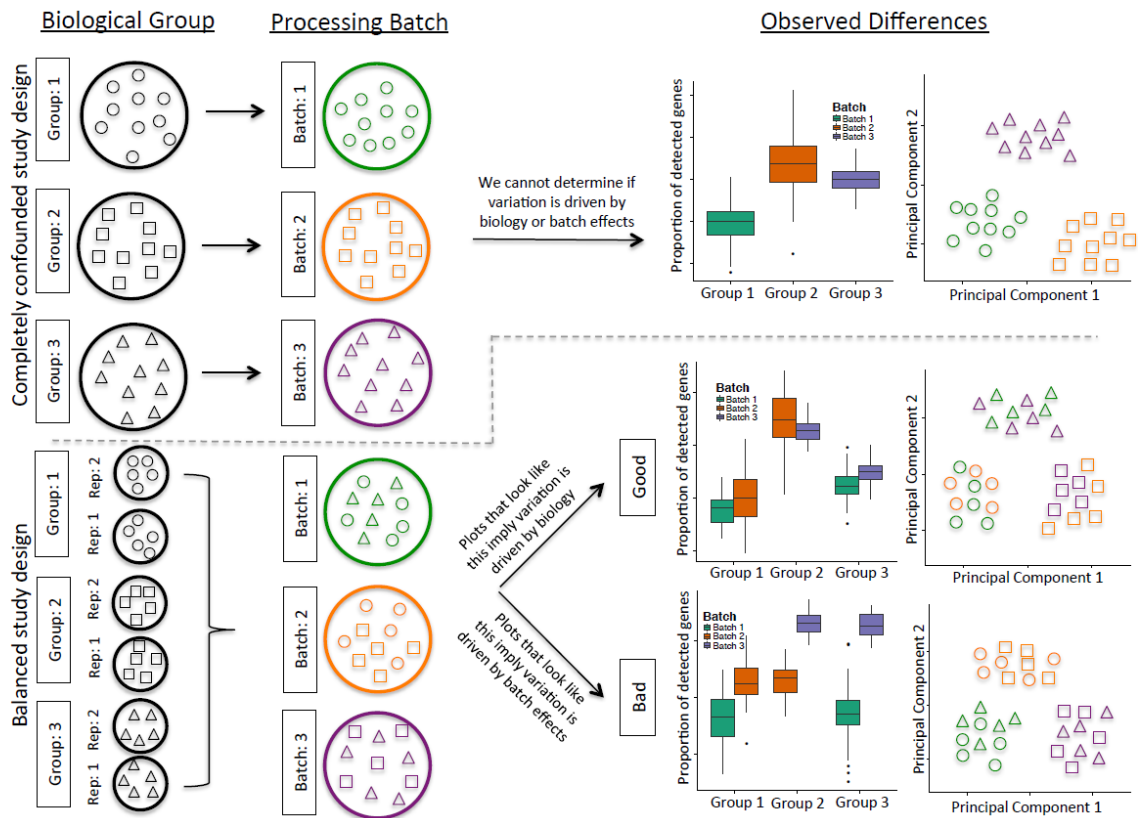 Biological Group
Processing Batch
Observed Differences
Completely confounded study design
Group: 1
Batch: 1
Group: 2
Batch: 2
Group: 3
Batch: 3
We cannot determine if
variation is driven by
biology or batch effects
Proportion of detected genes
Batch
Batch 1
Batch 2
Batch 3
Group 1
Group 2
Group 3
Principal Component 2
Principal Component 1
Balanced study design
Group: 1
Rep: 2
Rep: 1
Group: 2
Rep: 2
Rep: 1
Group: 3
Rep: 2
Rep: 1
Batch: 1
Batch: 2
Batch: 3
Plots that look like
this imply variation is
driven by biology
Good
Proportion of detected genes
Batch
Batch 1
Batch 2
Batch 3
Group 1
Group 2
Group 3
Principal Component 2
Principal Component 1
Plots that look like
this imply variation is
driven by batch effects
Bad
Proportion of detected genes
Batch
Batch 1
Batch 2
Batch 3
Group 1
Group 2
Group 3
Principal Component 2
Principal Component 1